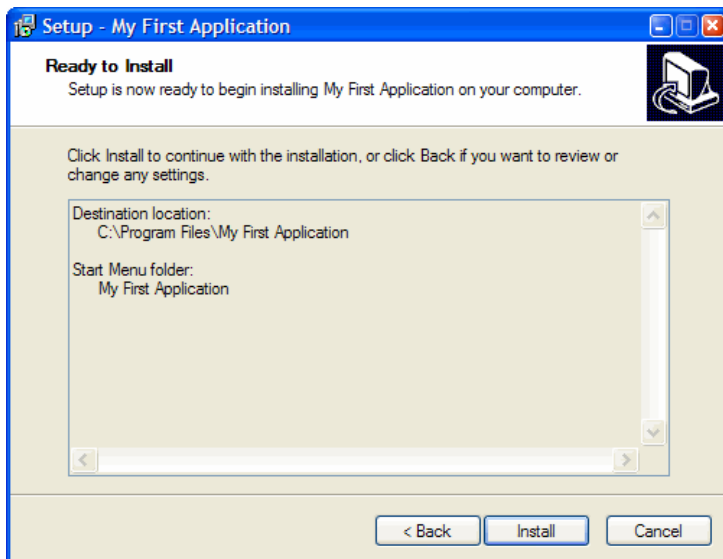 Setup - My First Application
Ready to Install
Setup is now ready to begin installing My First Application on your computer.
Click Install to continue with the installation, or click Back if you want to review or
change any settings.
Destination location:
C:\Program Files\My First Application
Start Menu folder:
My First Application
< Back
Install
Cancel